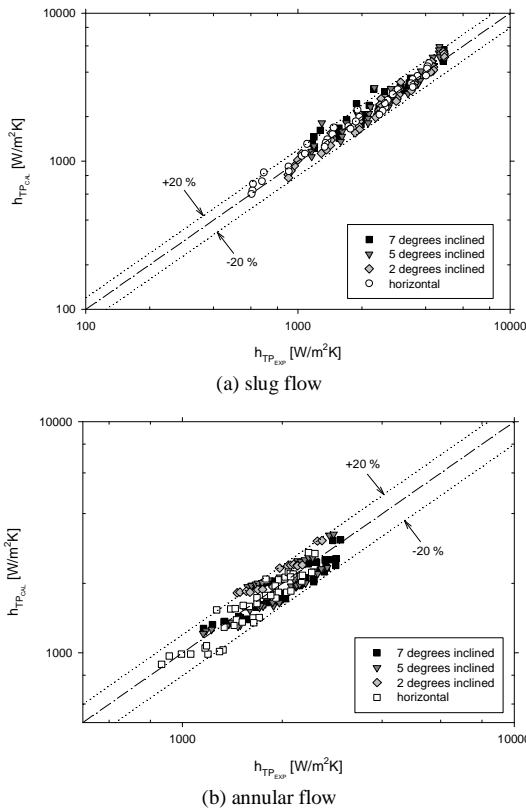 10000
h_TP_CAL [W/m²K]
1000
100
+20 %
-20 %
7 degrees inclined
5 degrees inclined
2 degrees inclined
horizontal
100 1000 10000
h_TP_EXP [W/m²K]
(a) slug flow
10000
h_TP_CAL [W/m²K]
1000
+20 %
-20 %
7 degrees inclined
5 degrees inclined
2 degrees inclined
horizontal
1000 10000
h_TP_EXP [W/m²K]
(b) annular flow